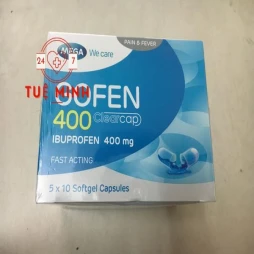 MEGA We care
PAIN & FEVER
24 7
TUỆ MINH
GOFEN
400 Clearcap
IBUPROFEN 400 mg
FAST ACTING
5 x 10 Softgel Capsules